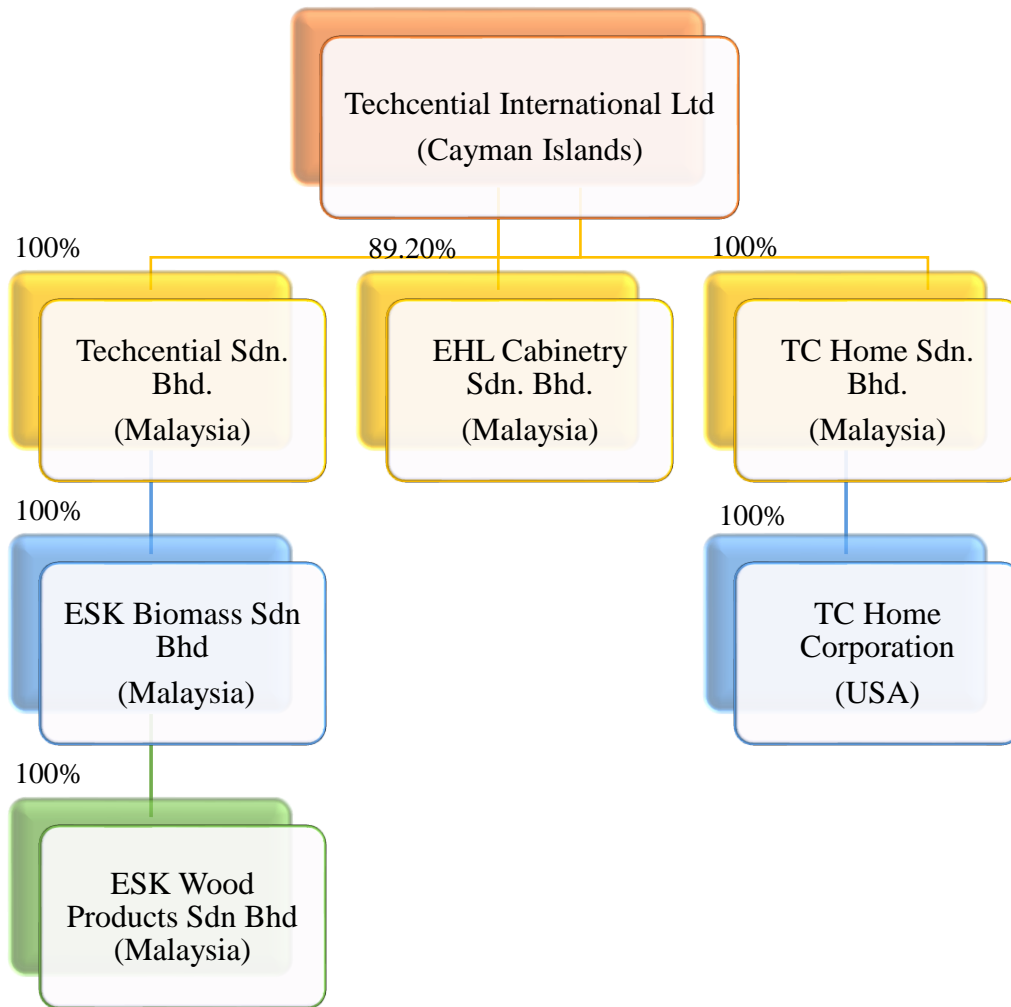 Techcential International Ltd
(Cayman Islands)
100%
89.20%
100%
Techcential Sdn.
Bhd.
(Malaysia)
EHL Cabinetry
Sdn. Bhd.
(Malaysia)
TC Home Sdn.
Bhd.
(Malaysia)
100%
100%
ESK Biomass Sdn
Bhd
(Malaysia)
TC Home
Corporation
(USA)
100%
ESK Wood
Products Sdn Bhd
(Malaysia)